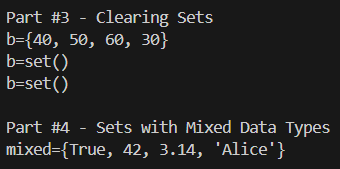 Part #3 - Clearing Sets
b={40, 50, 60, 30}
b=set()
b=set()
Part #4 - Sets with Mixed Data Types
mixed={True, 42, 3.14, 'Alice'}